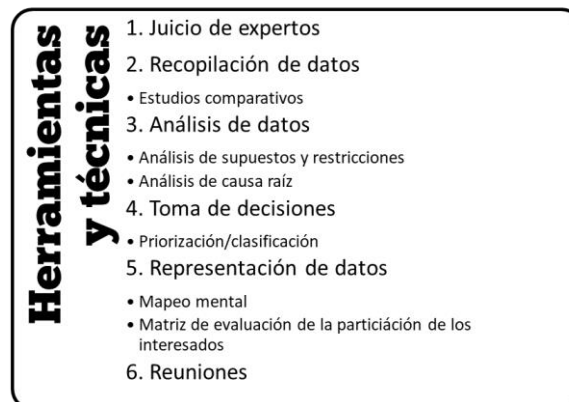 Herramientas
y técnicas
1. Juicio de expertos
2. Recopilación de datos
• Estudios comparativos
3. Análisis de datos
• Análisis de supuestos y restricciones
• Análisis de causa raíz
4. Toma de decisiones
• Priorización/clasificación
5. Representación de datos
• Mapeo mental
• Matriz de evaluación de la particiáción de los
interesados
6. Reuniones